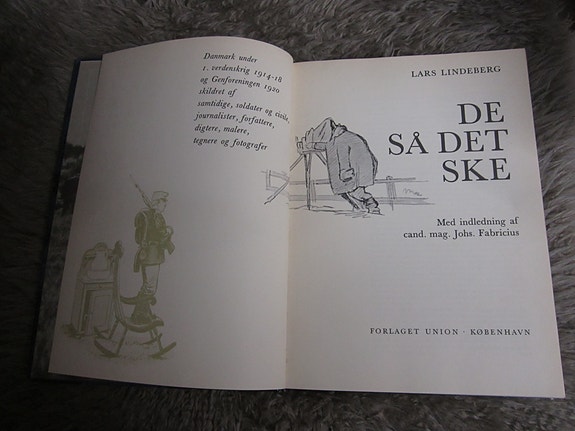 Danmark under
1. verdenskrig 1914-18
og Genforeningen 1920
skildret af
samtidige, soldater og civile,
journalister, forfattere,
digtere, malere,
tegnere og fotografer
LARS LINDEBERG
DE
SÅ DET
SKE
Med indledning af
cand. mag. Johs. Fabricius
FORLAGET UNION · KØBENHAVN